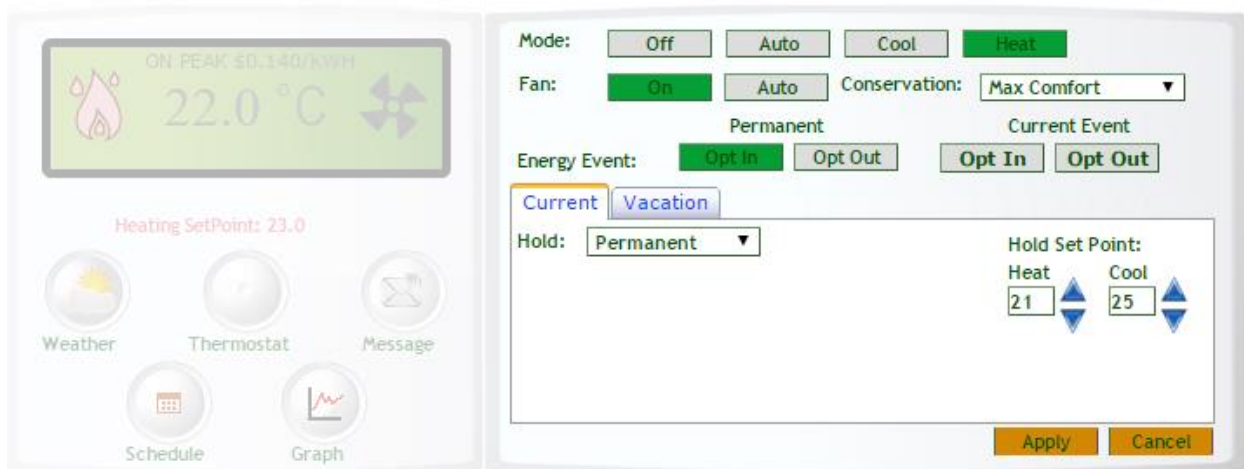 ON PEAK $0.140/KWH
22.0 °C
Heating SetPoint: 23.0
Weather
Thermostat
Message
Schedule
Graph
Mode: Off Auto Cool Heat
Fan: On Auto Conservation: Max Comfort
Permanent Current Event
Energy Event: Opt In Opt Out Opt In Opt Out
Current Vacation
Hold: Permanent
Hold Set Point:
Heat Cool
21 25
Apply Cancel